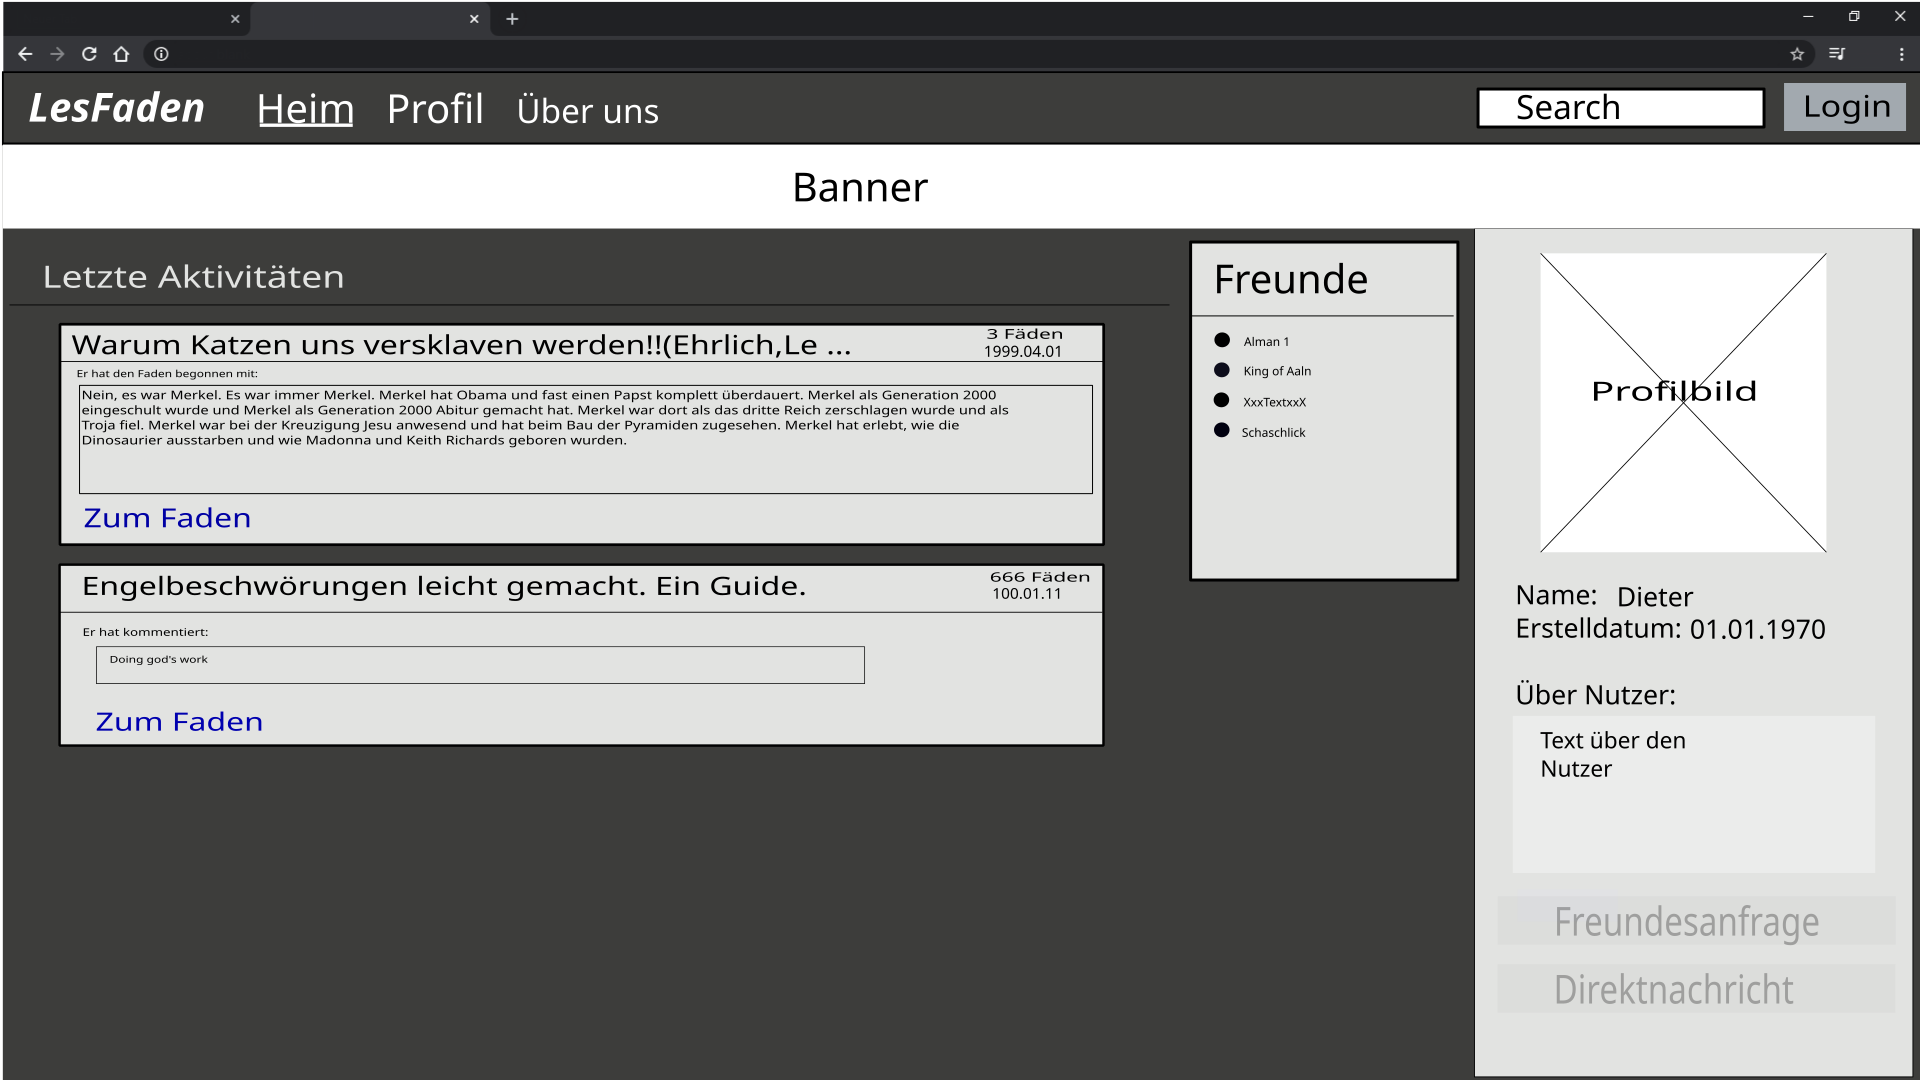 LesFaden Heim Profil Über uns Search Login
Banner
Letzte Aktivitäten
Warum Katzen uns versklaven werden!!(Ehrlich,Le ...
3 Fäden
1999.04.01
Er hat den Faden begonnen mit:
Nein, es war Merkel. Es war immer Merkel. Merkel hat Obama und fast einen Papst komplett überdauert. Merkel als Generation 2000
eingeschult wurde und Merkel als Generation 2000 Abitur gemacht hat. Merkel war dort als das dritte Reich zerschlagen wurde und als
Troja fiel. Merkel war bei der Kreuzigung Jesu anwesend und hat beim Bau der Pyramiden zugesehen. Merkel hat erlebt, wie die
Dinosaurier ausstarben und wie Madonna und Keith Richards geboren wurden.
Zum Faden
Engelbeschwörungen leicht gemacht. Ein Guide.
666 Fäden
100.01.11
Er hat kommentiert:
Doing god's work
Zum Faden
Freunde
Alman 1
King of Aaln
XxxTextxxX
Schaschlick
Profilbild
Name: Dieter
Erstelldatum: 01.01.1970
Über Nutzer:
Text über den
Nutzer
Freundesanfrage
Direktnachricht